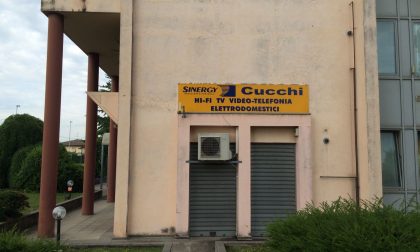 SINERGY Cucchi
HI-FI TV VIDEO-TELEFONIA
ELETTRODOMESTICI